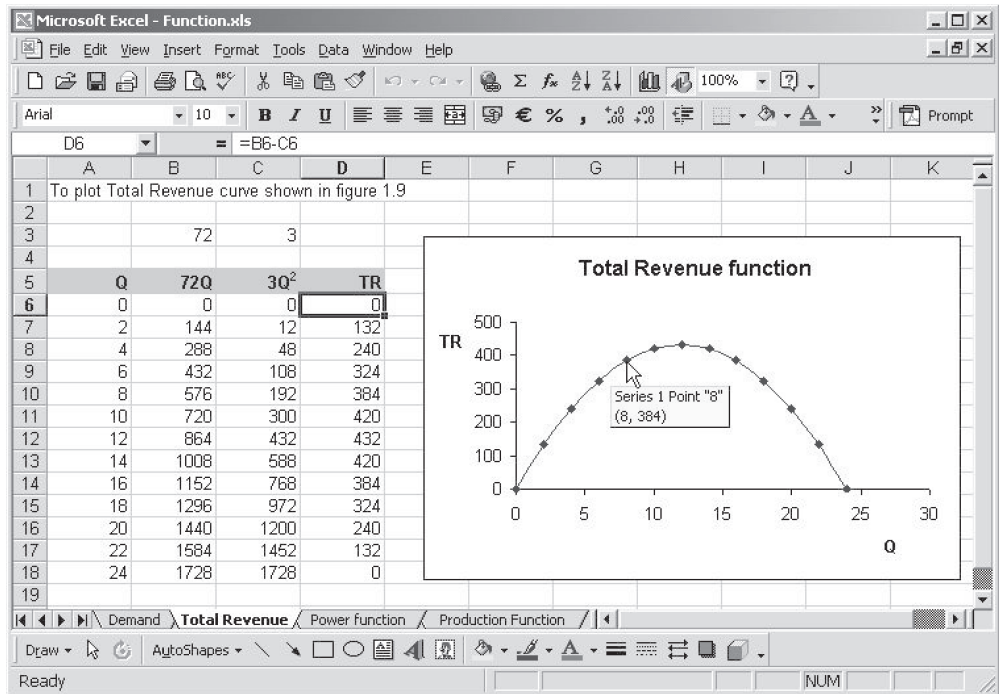 Microsoft Excel - Function.xls
File Edit View Insert Format Tools Data Window Help
100%
Arial 10 B I U € % , Prompt
D6 = =B6-C6
A B C D E F G H I J K
1 To plot Total Revenue curve shown in figure 1.9
2
3 72 3
4
5 Q 72Q 3Q² TR
6 0 0 0 0
7 2 144 12 132
8 4 288 48 240
9 6 432 108 324
10 8 576 192 384
11 10 720 300 420
12 12 864 432 432
13 14 1008 588 420
14 16 1152 768 384
15 18 1296 972 324
16 20 1440 1200 240
17 22 1584 1452 132
18 24 1728 1728 0
19
Total Revenue function
TR
500
400
300
200
100
0
Series 1 Point "8"
(8, 384)
0 5 10 15 20 25 30
Q
Demand Total Revenue Power function Production Function
Draw AutoShapes
Ready NUM